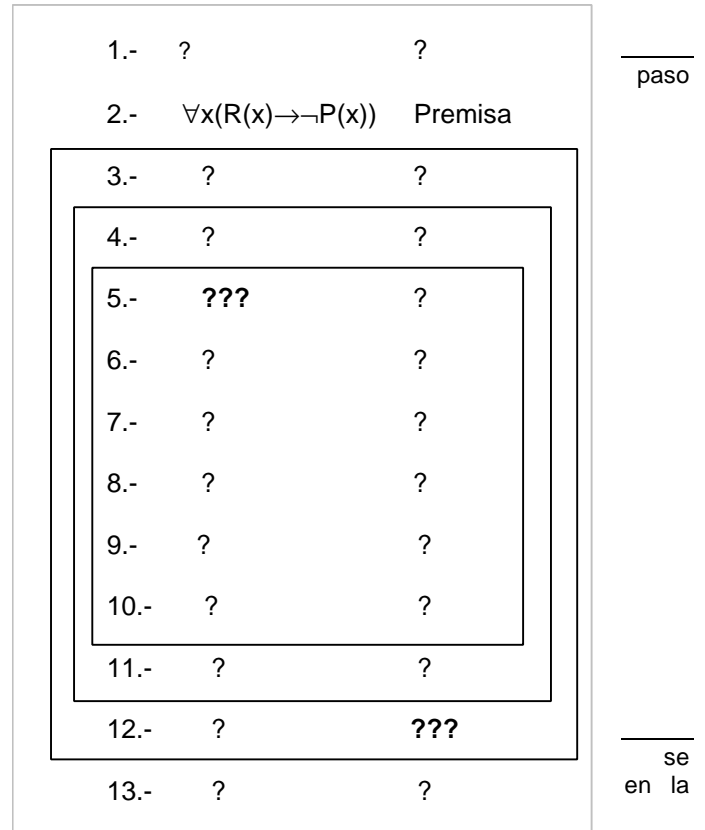 1.- ? ?
paso
2.- ∀x(R(x)→¬P(x)) Premisa
3.- ? ?
4.- ? ?
5.- ??? ?
6.- ? ?
7.- ? ?
8.- ? ?
9.- ? ?
10.- ? ?
11.- ? ?
12.- ? ???
se
13.- ? ?
en la